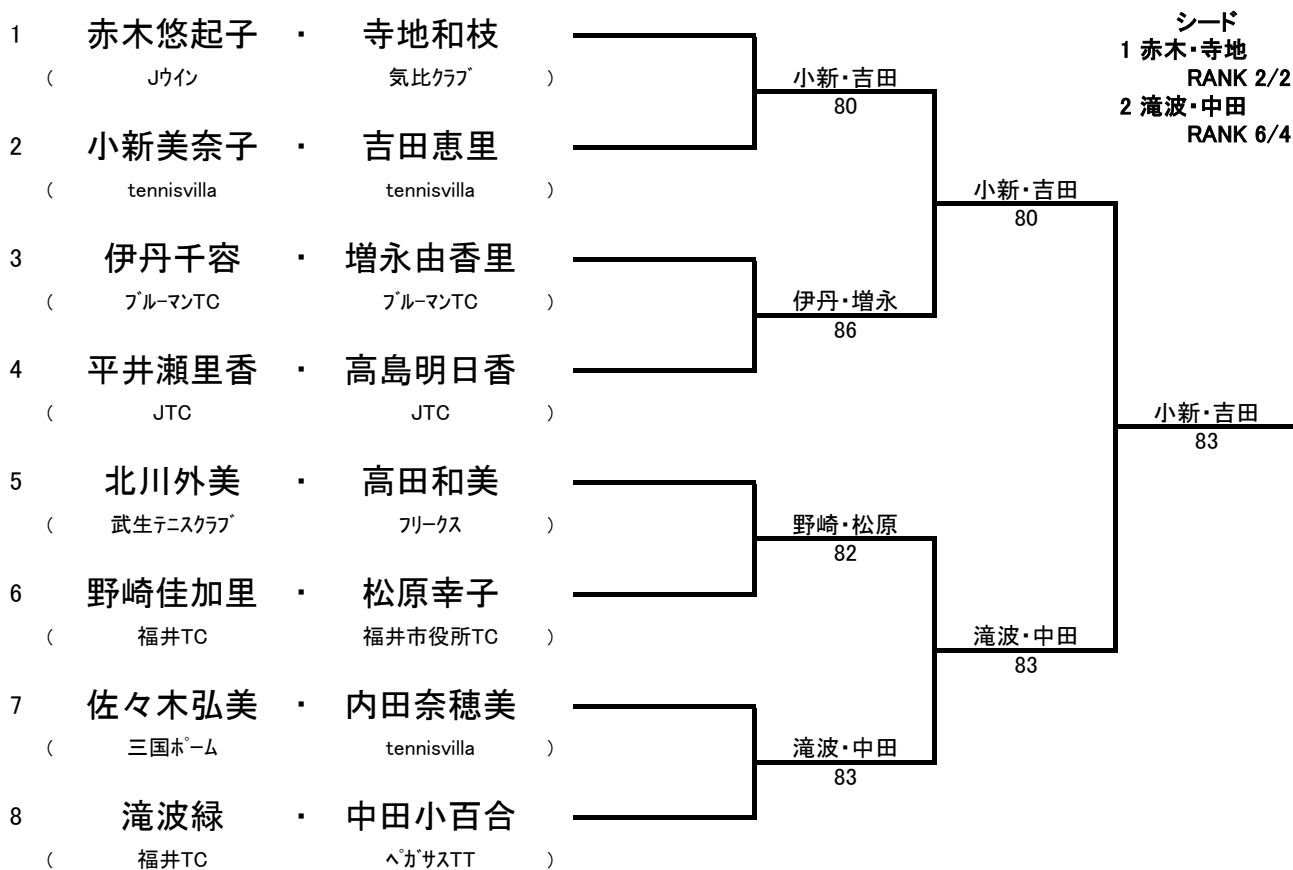 シード
1 赤木・寺地
RANK 2/2
2 滝波・中田
RANK 6/4
1 赤木悠起子 ・ 寺地和枝
( Jウイン 気比クラブ )
小新・吉田
80
2 小新美奈子 ・ 吉田恵里
( tennisvilla tennisvilla )
小新・吉田
80
3 伊丹千容 ・ 増永由香里
( ブルーマンTC ブルーマンTC )
伊丹・増永
86
4 平井瀬里香 ・ 高島明日香
( JTC JTC )
小新・吉田
83
5 北川外美 ・ 高田和美
( 武生テニスクラブ フリークス )
野崎・松原
82
6 野崎佳加里 ・ 松原幸子
( 福井TC 福井市役所TC )
滝波・中田
83
7 佐々木弘美 ・ 内田奈穂美
( 三国ポーム tennisvilla )
滝波・中田
83
8 滝波緑 ・ 中田小百合
( 福井TC ペガサスTT )